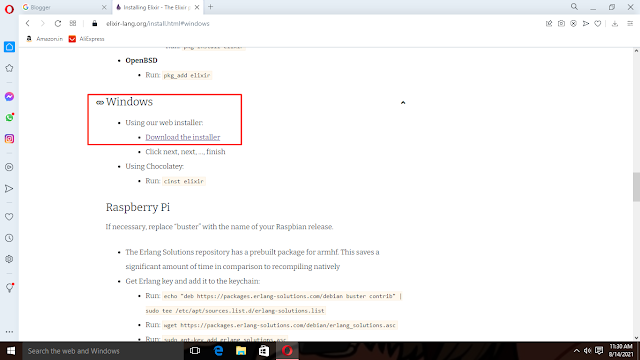 Blogger
Installing Elixir - The Elixir p
elixir-lang.org/install.html#windows
Amazon.in
AliExpress
OpenBSD
Run: pkg_add elixir
Windows
Using our web installer:
Download the installer
Click next, next, ..., finish
Using Chocolatey:
Run: cinst elixir
Raspberry Pi
If necessary, replace “buster” with the name of your Raspbian release.
The Erlang Solutions repository has a prebuilt package for armhf. This saves a
significant amount of time in comparison to recompiling natively
Get Erlang key and add it to the keychain:
Run: echo "deb https://packages.erlang-solutions.com/debian buster contrib" |
sudo tee /etc/apt/sources.list.d/erlang-solutions.list
Run: wget https://packages.erlang-solutions.com/debian/erlang_solutions.asc
Run: sudo apt-key add erlang_solutions.asc
Search the web and Windows
11:30 AM
8/14/2021